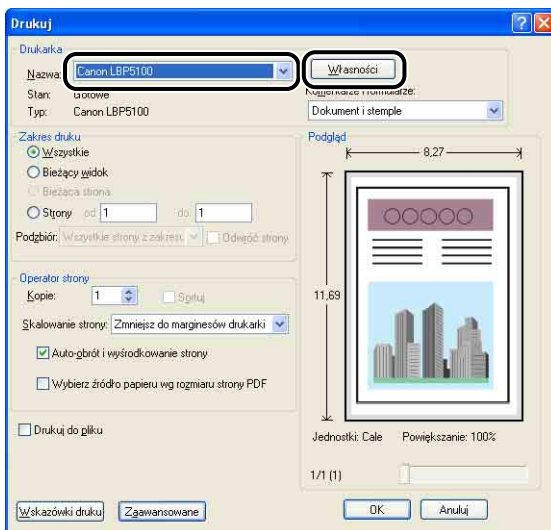 Drukuj
Drukarka
Nazwa: Canon LBP5100 Własności
Stan: Gotowe Komentarze i formularze:
Typ: Canon LBP5100 Dokument i stemple
Zakres druku Podgląd
Wszystkie 8,27
Bieżący widok
Bieżąca strona
Strony od 1 do: 1
Podzbiór: Wszystkie strony z zakresu Odwróć strony
Operator strony
Kopie: 1 Sortuj 11,69
Skalowanie strony: Zmniejsz do marginesów drukarki
Auto-obrót i wyśrodkowanie strony
Wybierz źródło papieru wg rozmiaru strony PDF
Drukuj do pliku
Jednostki: Cale Powiększanie: 100%
1/1 (1)
Wskazówki druku Zaawansowane OK Anuluj